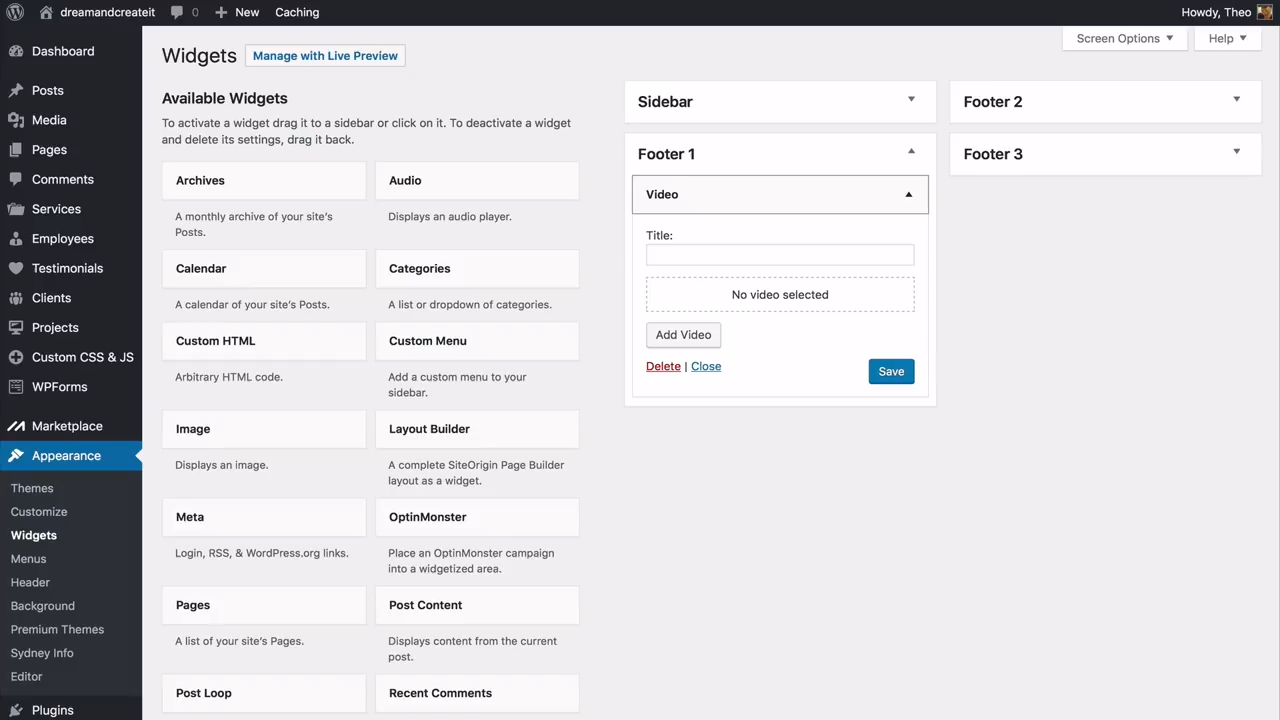 dreamandcreateit 0 New Caching Howdy, Theo
Dashboard
Posts
Media
Pages
Comments
Services
Employees
Testimonials
Clients
Projects
Custom CSS & JS
WPForms
Marketplace
Appearance
Themes
Customize
Widgets
Menus
Header
Background
Premium Themes
Sydney Info
Editor
Plugins
Screen Options Help
Widgets Manage with Live Preview
Available Widgets
To activate a widget drag it to a sidebar or click on it. To deactivate a widget
and delete its settings, drag it back.
Archives
A monthly archive of your site's
Posts.
Audio
Displays an audio player.
Calendar
A calendar of your site's Posts.
Categories
A list or dropdown of categories.
Custom HTML
Arbitrary HTML code.
Custom Menu
Add a custom menu to your
sidebar.
Image
Displays an image.
Layout Builder
A complete SiteOrigin Page Builder
layout as a widget.
Meta
Login, RSS, & WordPress.org links.
OptinMonster
Place an OptinMonster campaign
into a widgetized area.
Pages
A list of your site's Pages.
Post Content
Displays content from the current
post.
Post Loop
Recent Comments
Sidebar
Footer 1
Video
Title:
No video selected
Add Video
Delete | Close
Save
Footer 2
Footer 3